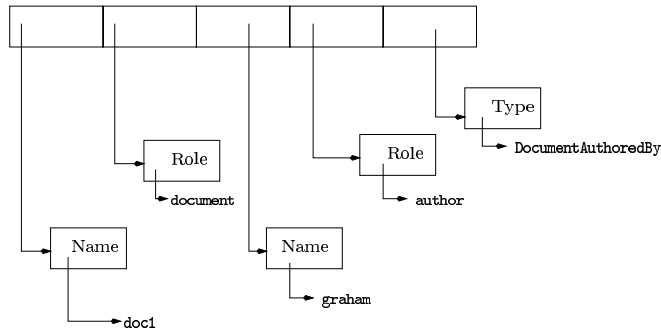 Type
DocumentAuthoredBy
Role
Role
document
author
Name
Name
graham
doc1